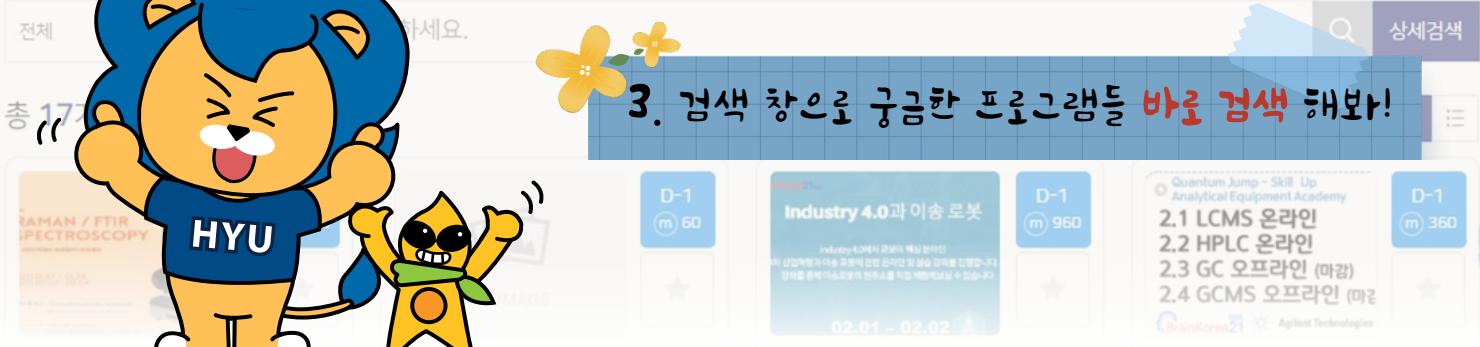 전체
하세요.
상세검색
3. 검색 창으로 궁금한 프로그램들 바로 검색 해봐!
총 17
HYU
RAMAN / FTIR
SPECTROSCOPY
D-1
m 60
IMAGE
Industry 4.0과 이송 로봇
02.01 - 02.02
D-1
m 960
Quantum Jump - Skill Up
Analytical Equipment Academy
2.1 LCMS 온라인
2.2 HPLC 온라인
2.3 GC 오프라인 (마감)
2.4 GCMS 오프라인 (마감
BrainKorea21
Agilent Technologies
D-1
m 360